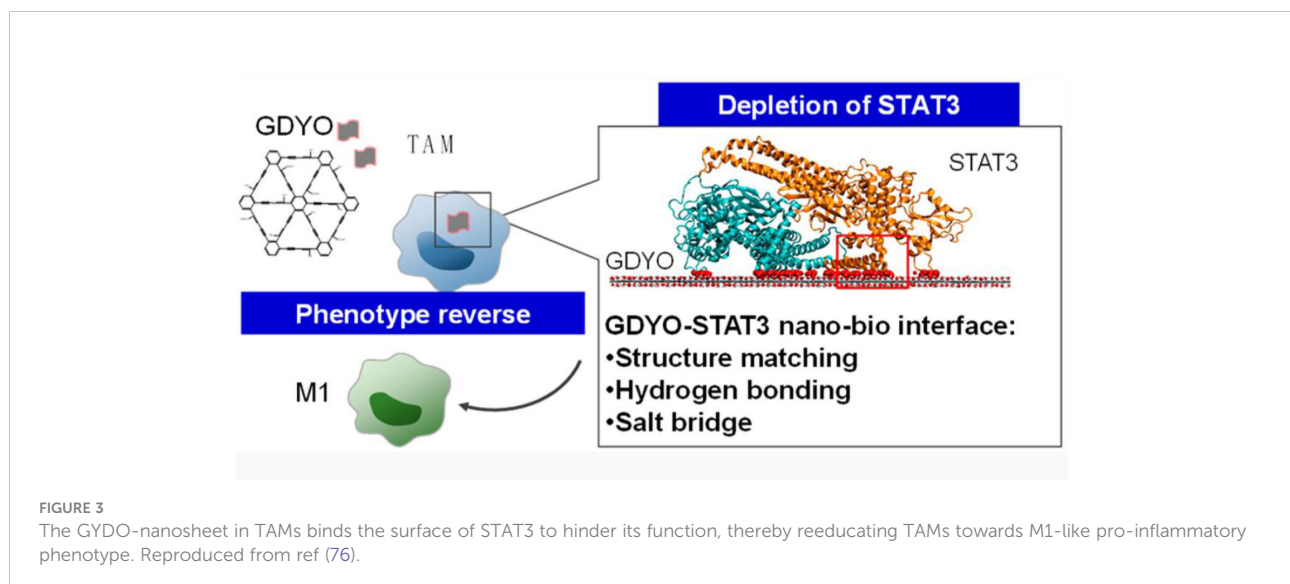 GDYO
TAM
Depletion of STAT3
STAT3
GDYO
Phenotype reverse
M1
GDYO-STAT3 nano-bio interface:
•Structure matching
•Hydrogen bonding
•Salt bridge
FIGURE 3
The GYDO-nanosheet in TAMs binds the surface of STAT3 to hinder its function, thereby reeducating TAMs towards M1-like pro-inflammatory
phenotype. Reproduced from ref (76).